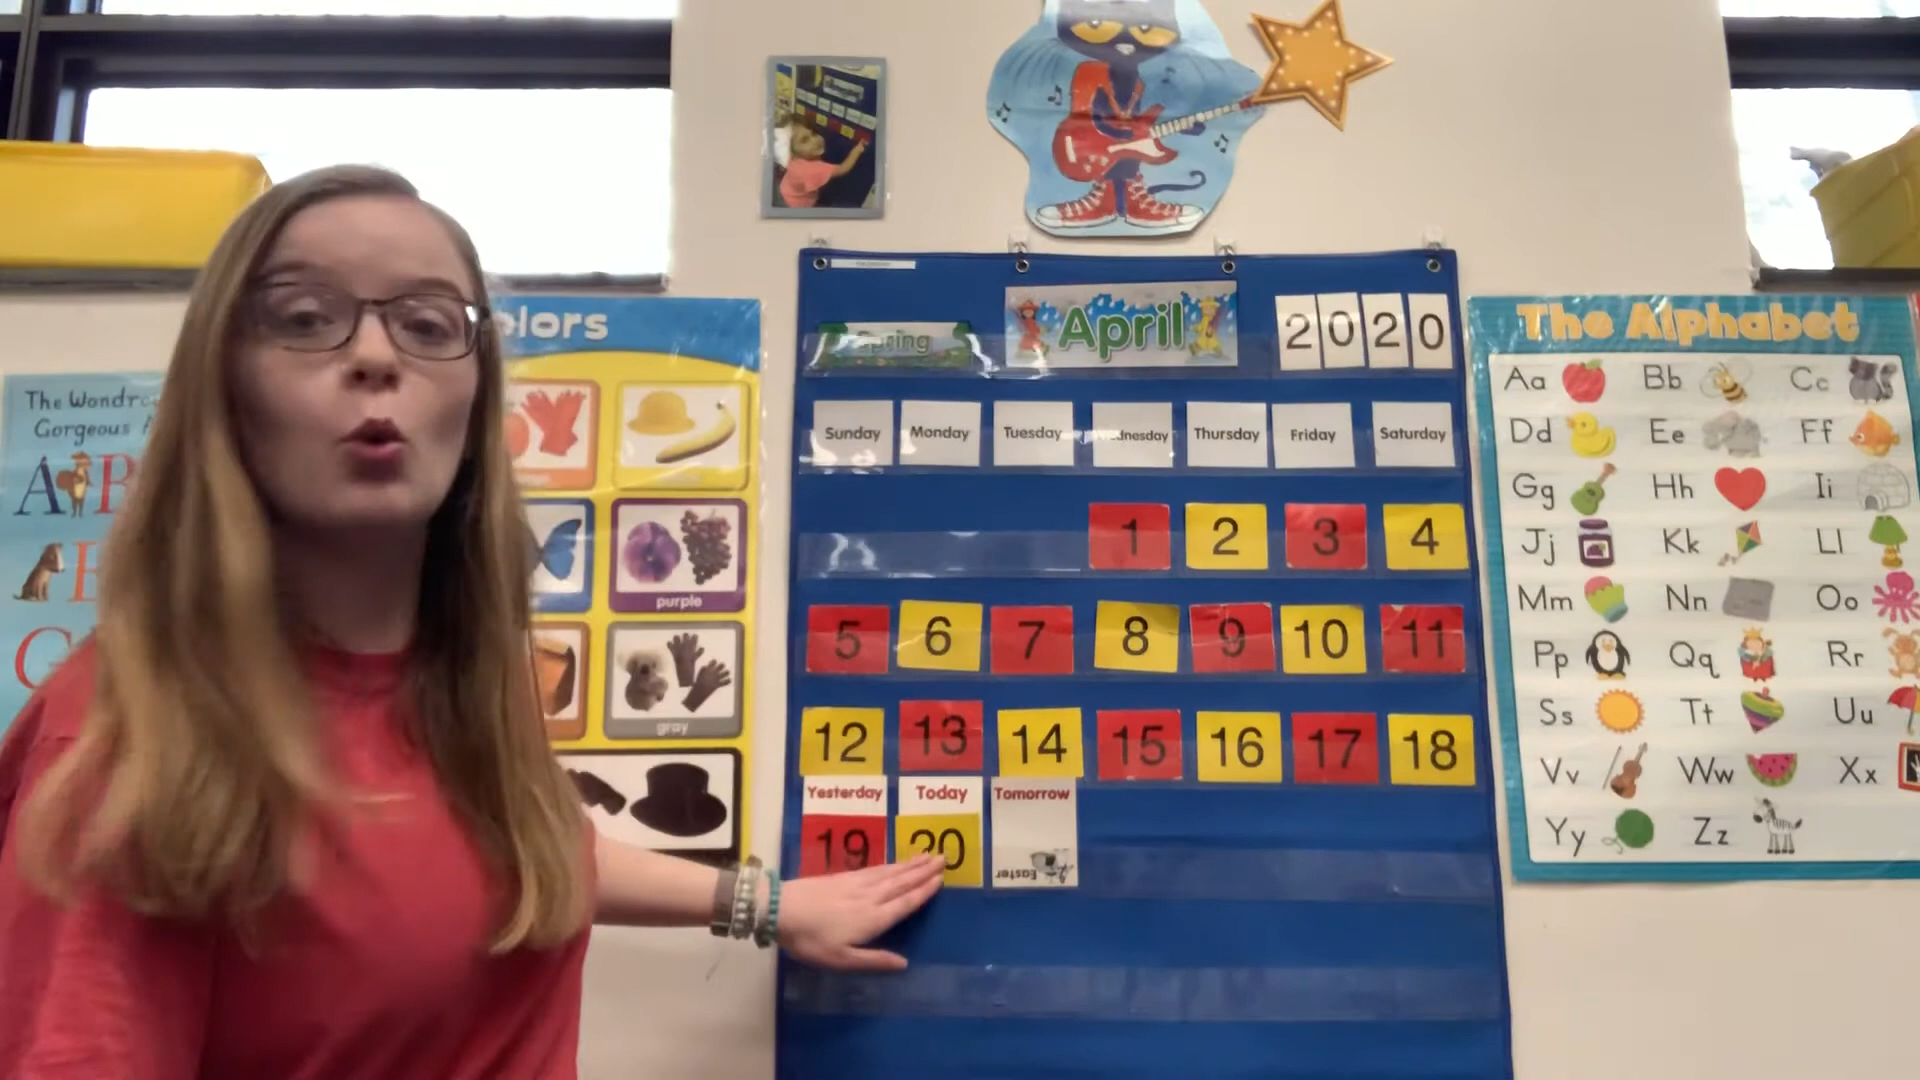 The Wondro
Gorgeous
A B
olors
purple
gray
Spring
April
2020
Sunday Monday Tuesday dnesday Thursday Friday Saturday
1 2 3 4
5 6 7 8 9 10 11
12 13 14 15 16 17 18
Yesterday Today Tomorrow
19 20
Easter
The Alphabet
Aa Bb Cc
Dd Ee Ff
Gg Hh Ii
Jj Kk Ll
Mm Nn Oo
Pp Qq Rr
Ss Tt Uu
Vv Ww Xx
Yy Zz